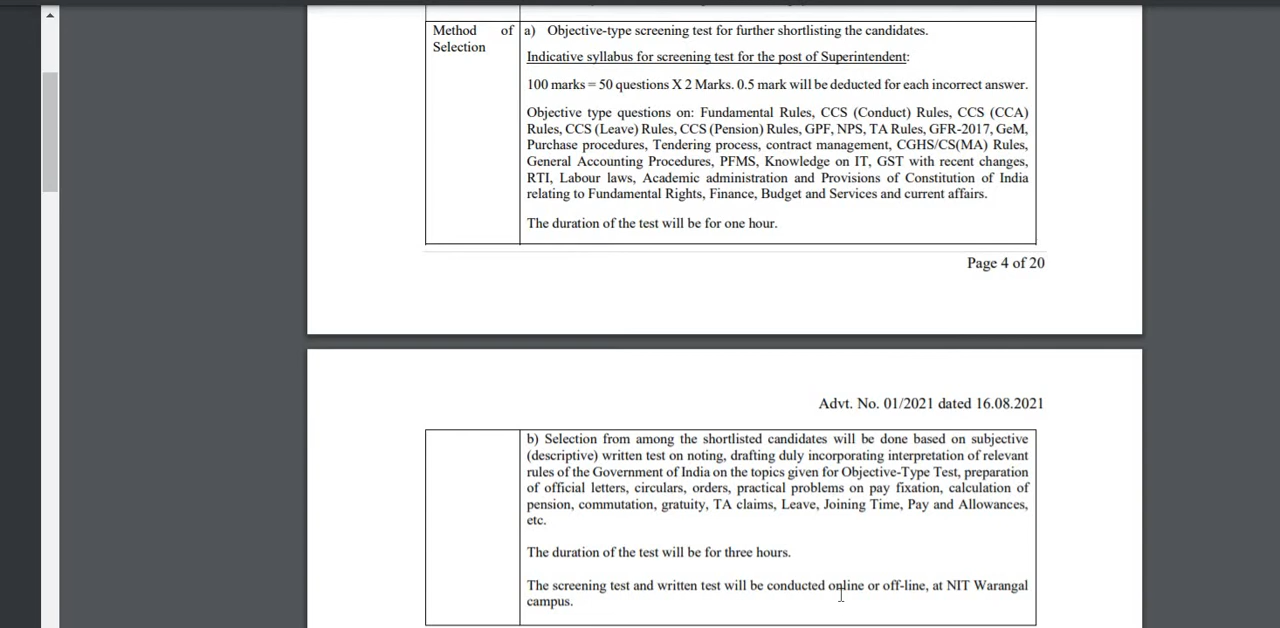 Method of a) Objective-type screening test for further shortlisting the candidates.
Selection
Indicative syllabus for screening test for the post of Superintendent:
100 marks = 50 questions X 2 Marks. 0.5 mark will be deducted for each incorrect answer.
Objective type questions on: Fundamental Rules, CCS (Conduct) Rules, CCS (CCA)
Rules, CCS (Leave) Rules, CCS (Pension) Rules, GPF, NPS, TA Rules, GFR-2017, GeM,
Purchase procedures, Tendering process, contract management, CGHS/CS(MA) Rules,
General Accounting Procedures, PFMS, Knowledge on IT, GST with recent changes,
RTI, Labour laws, Academic administration and Provisions of Constitution of India
relating to Fundamental Rights, Finance, Budget and Services and current affairs.
The duration of the test will be for one hour.
Page 4 of 20
Advt. No. 01/2021 dated 16.08.2021
b) Selection from among the shortlisted candidates will be done based on subjective
(descriptive) written test on noting, drafting duly incorporating interpretation of relevant
rules of the Government of India on the topics given for Objective-Type Test, preparation
of official letters, circulars, orders, practical problems on pay fixation, calculation of
pension, commutation, gratuity, TA claims, Leave, Joining Time, Pay and Allowances,
etc.
The duration of the test will be for three hours.
The screening test and written test will be conducted online or off-line, at NIT Warangal
campus.